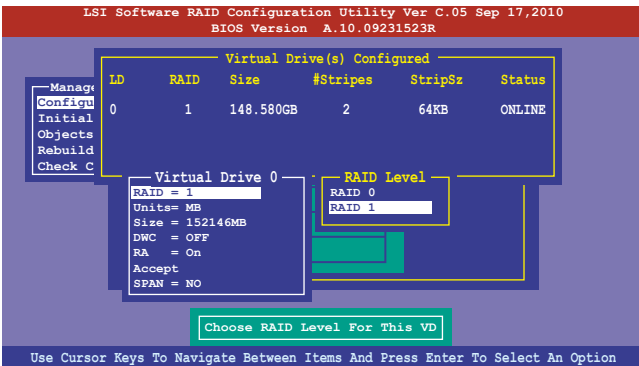 LSI Software RAID Configuration Utility Ver C.05 Sep 17,2010
BIOS Version A.10.09231523R
Virtual Drive(s) Configured
LD RAID Size #Stripes StripSz Status
0 1 148.580GB 2 64KB ONLINE
Manage
Configu
Initial
Objects
Rebuild
Check C
Virtual Drive 0
RAID = 1
Units= MB
Size = 152146MB
DWC = OFF
RA = On
Accept
SPAN = NO
RAID Level
RAID 0
RAID 1
Choose RAID Level For This VD
Use Cursor Keys To Navigate Between Items And Press Enter To Select An Option